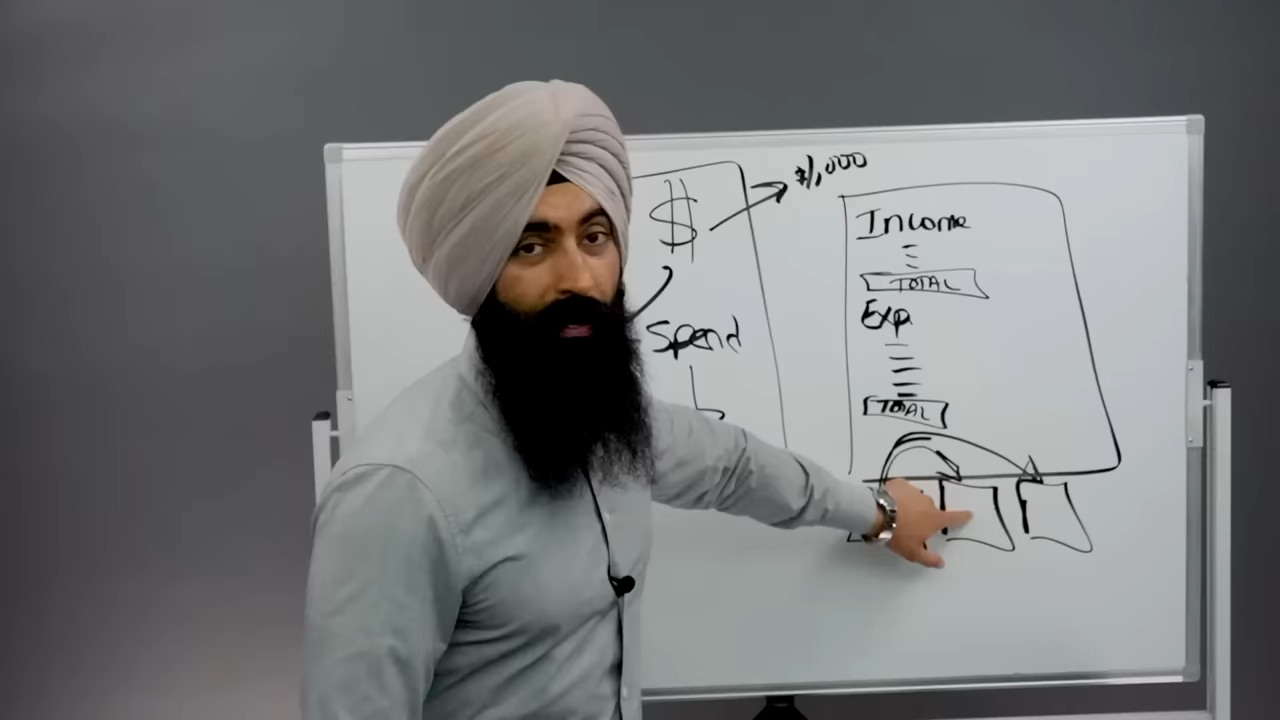 $
$1,000
Spend
Income
TOTAL
Exp
TOTAL